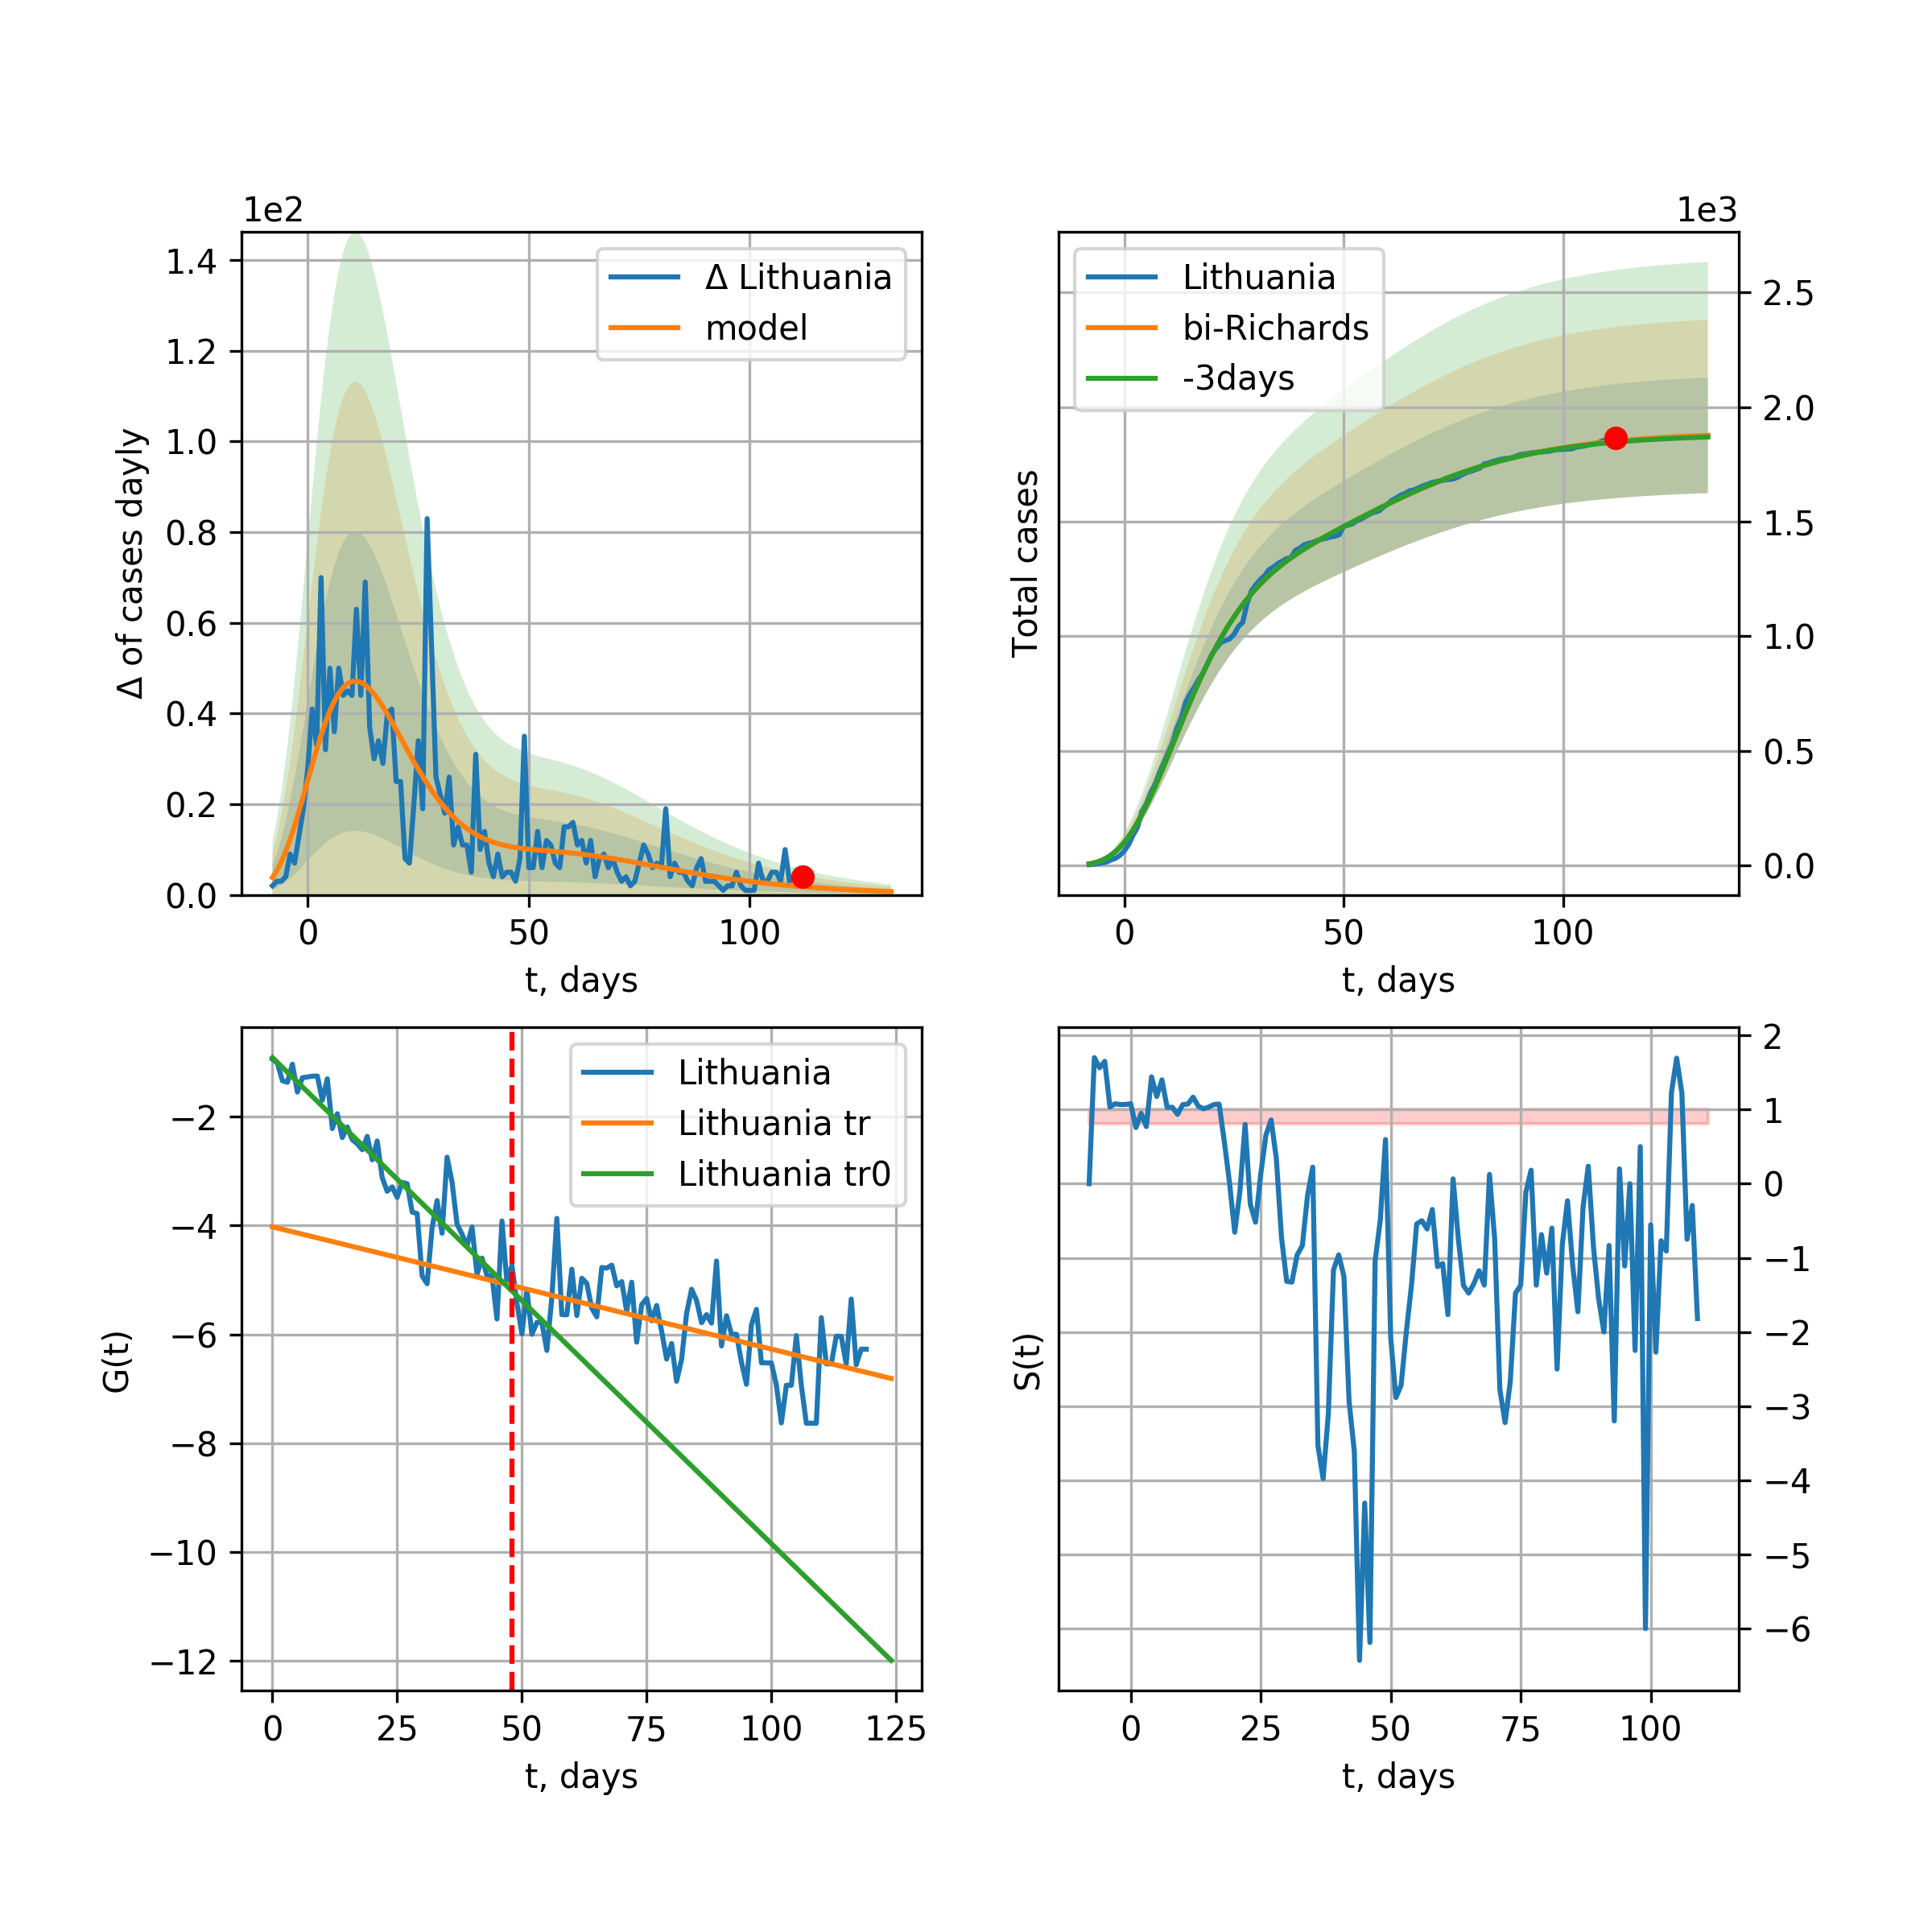 1e2
1.4
1.2
1.0
0.8
0.6
0.4
0.2
0.0
Δ of cases dayly
Δ Lithuania
model
0 50 100
t, days
1e3
Lithuania
bi-Richards
-3days
2.5
2.0
1.5
1.0
0.5
0.0
Total cases
0 50 100
t, days
−2
−4
−6
−8
−10
−12
G(t)
Lithuania
Lithuania tr
Lithuania tr0
0 25 50 75 100 125
t, days
2
1
0
−1
−2
−3
−4
−5
−6
S(t)
0 25 50 75 100
t, days